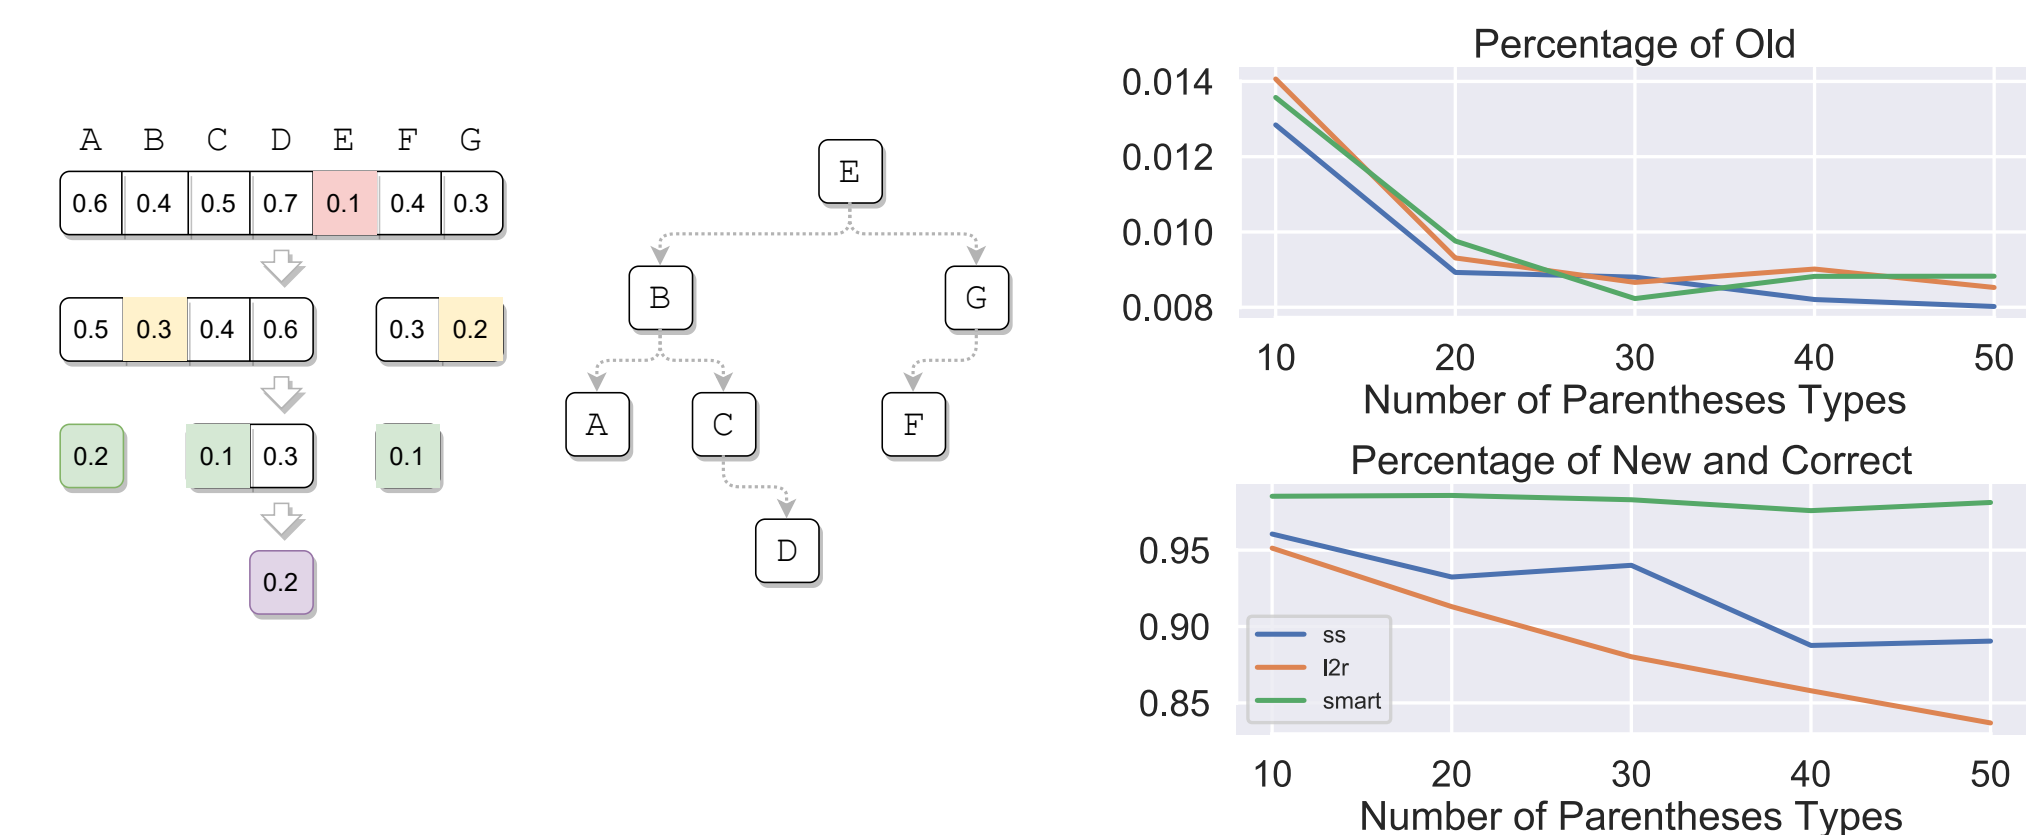 A B C D E F G
0.6 0.4 0.5 0.7 0.1 0.4 0.3
0.5 0.3 0.4 0.6 0.3 0.2
0.2 0.1 0.3 0.1
0.2
E
B G
A C F
D
Percentage of Old
0.014
0.012
0.010
0.008
10 20 30 40 50
Number of Parentheses Types
Percentage of New and Correct
0.95
0.90
0.85
ss
l2r
smart
10 20 30 40 50
Number of Parentheses Types